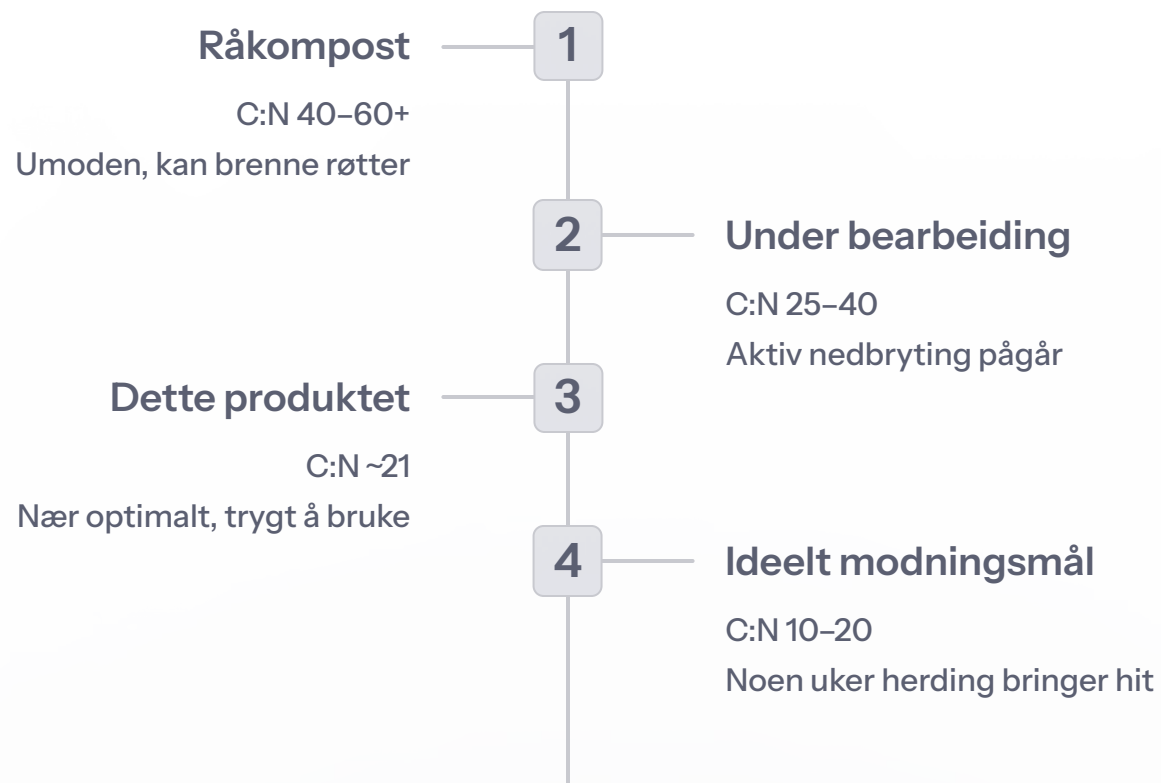 1
Råkompost
C:N 40–60+
Umoden, kan brenne røtter
2
Under bearbeiding
C:N 25–40
Aktiv nedbryting pågår
3
Dette produktet
C:N ~21
Nær optimalt, trygt å bruke
4
Ideelt modningsmål
C:N 10–20
Noen uker herding bringer hit